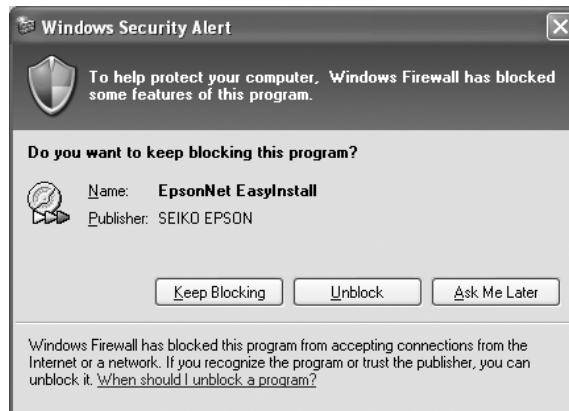 Windows Security Alert
To help protect your computer, Windows Firewall has blocked
some features of this program.
Do you want to keep blocking this program?
Name: EpsonNet EasyInstall
Publisher: SEIKO EPSON
Keep Blocking Unblock Ask Me Later
Windows Firewall has blocked this program from accepting connections from the
Internet or a network. If you recognize the program or trust the publisher, you can
unblock it. When should I unblock a program?